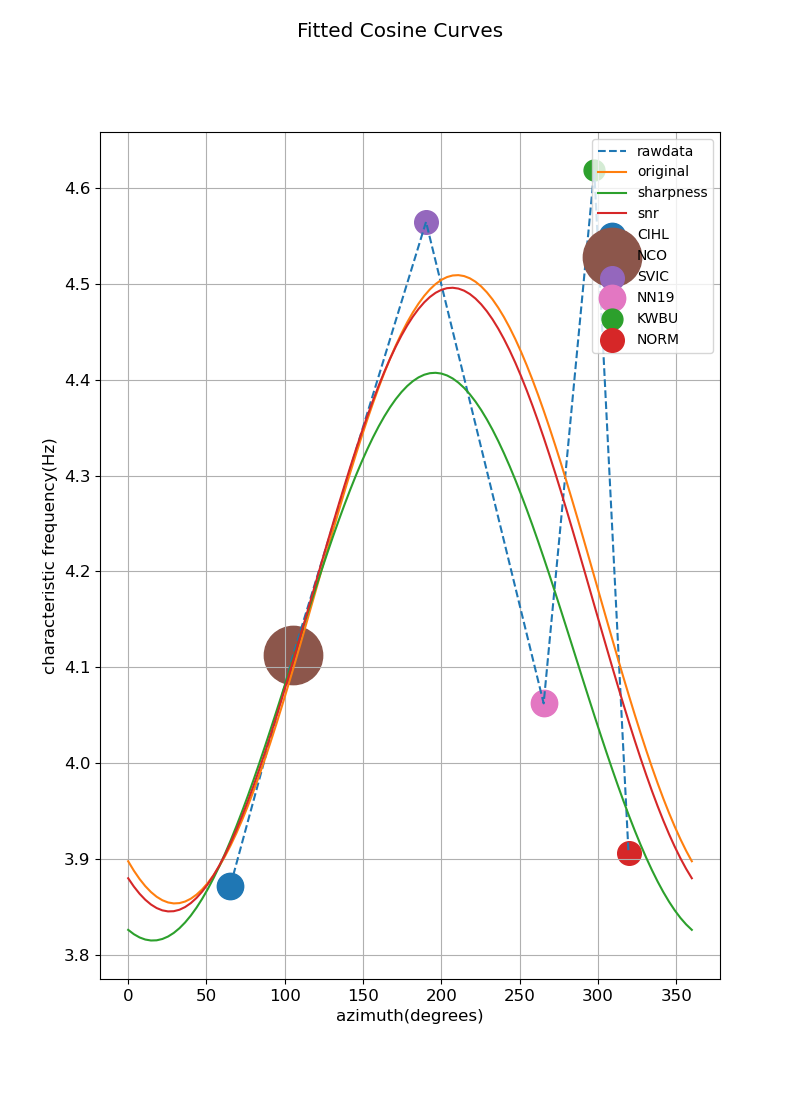 Fitted Cosine Curves
rawdata
original
sharpness
snr
CIHL
NCO
SVIC
NN19
KWBU
NORM
4.6
4.5
4.4
4.3
4.2
4.1
4.0
3.9
3.8
characteristic frequency(Hz)
0 50 100 150 200 250 300 350
azimuth(degrees)